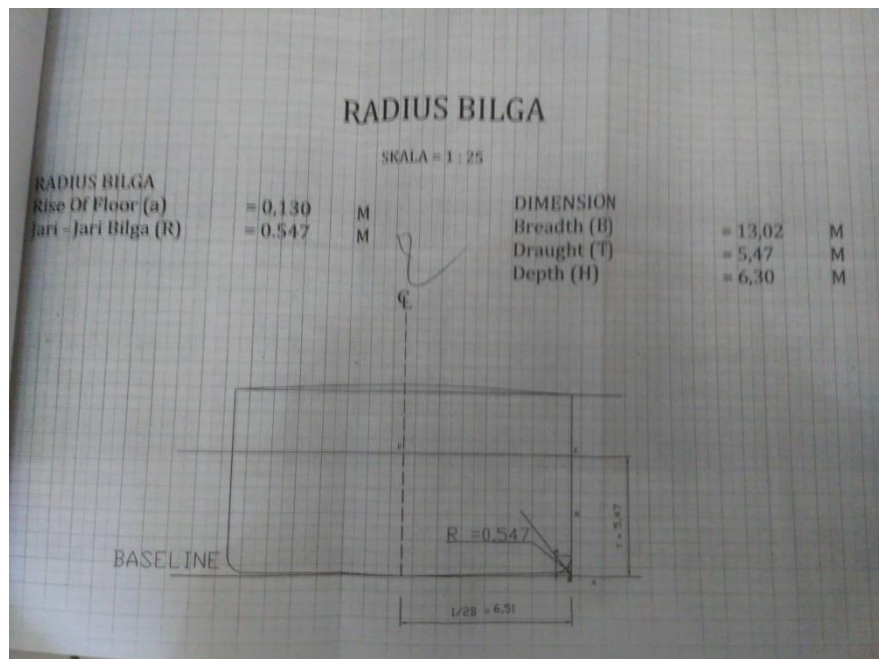 RADIUS BILGA
SKALA = 1 : 25
RADIUS BILGA
Rise Of Floor (a) = 0,130 M
Jari - Jari Bilga (R) = 0.547 M
DIMENSION
Breadth (B) = 13,02 M
Draught (T) = 5,47 M
Depth (H) = 6,30 M
R =0.547
T = 5,47
BASELINE
1/2B = 6,51